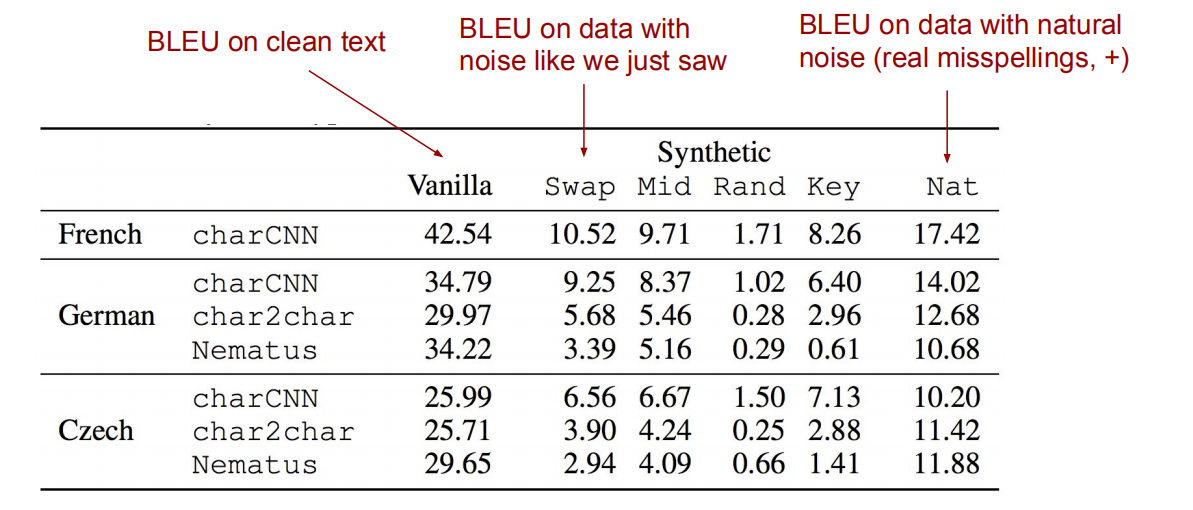 BLEU on clean text
BLEU on data with
noise like we just saw
BLEU on data with natural
noise (real misspellings, +)
Synthetic
Vanilla Swap Mid Rand Key Nat
French charCNN 42.54 10.52 9.71 1.71 8.26 17.42
charCNN 34.79 9.25 8.37 1.02 6.40 14.02
German char2char 29.97 5.68 5.46 0.28 2.96 12.68
Nematus 34.22 3.39 5.16 0.29 0.61 10.68
charCNN 25.99 6.56 6.67 1.50 7.13 10.20
Czech char2char 25.71 3.90 4.24 0.25 2.88 11.42
Nematus 29.65 2.94 4.09 0.66 1.41 11.88